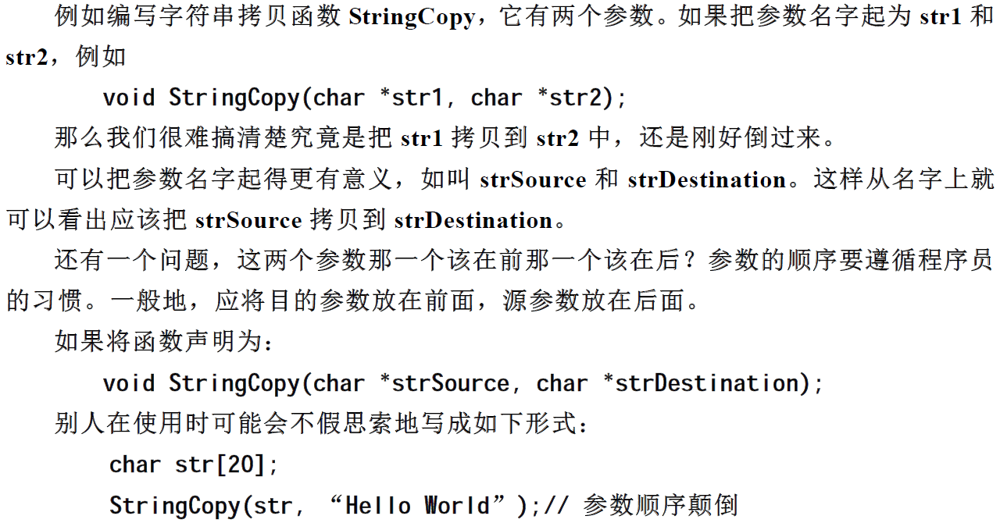 例如编写字符串拷贝函数 StringCopy，它有两个参数。如果把参数名字起为 str1 和
str2，例如
void StringCopy(char *str1, char *str2);
那么我们很难搞清楚究竟是把 str1 拷贝到 str2 中，还是刚好倒过来。
可以把参数名字起得更有意义，如叫 strSource 和 strDestination。这样从名字上就
可以看出应该把 strSource 拷贝到 strDestination。
还有一个问题，这两个参数那一个该在前那一个该在后？参数的顺序要遵循程序员
的习惯。一般地，应将目的参数放在前面，源参数放在后面。
如果将函数声明为：
void StringCopy(char *strSource, char *strDestination);
别人在使用时可能会不假思索地写成如下形式：
char str[20];
StringCopy(str, “Hello World”);// 参数顺序颠倒